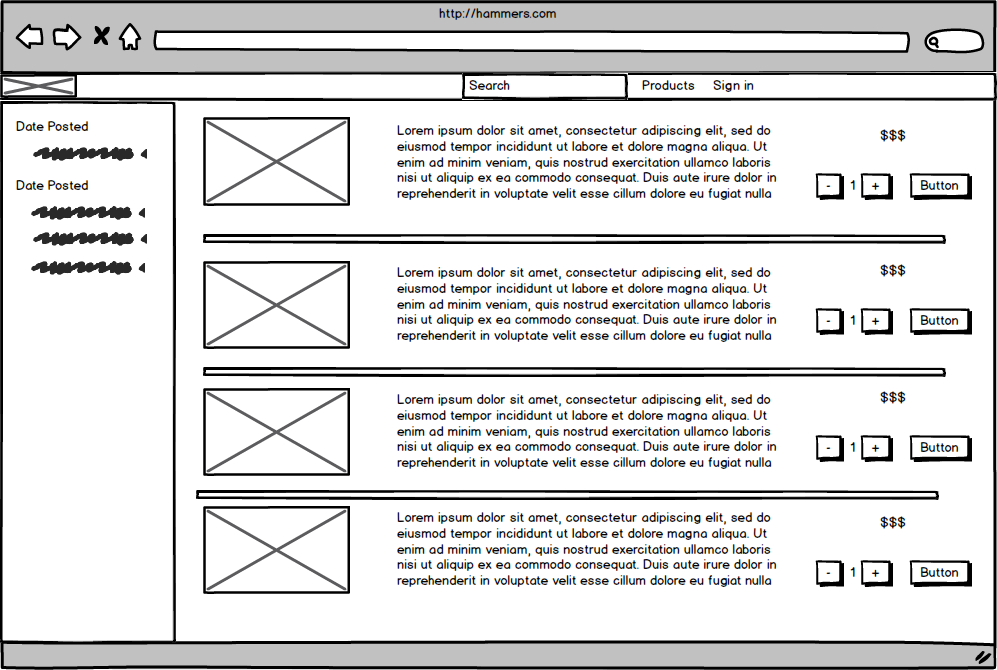 http://hammers.com
Search
Products
Sign in
Date Posted
Date Posted
Lorem ipsum dolor sit amet, consectetur adipiscing elit, sed do
eiusmod tempor incididunt ut labore et dolore magna aliqua. Ut
enim ad minim veniam, quis nostrud exercitation ullamco laboris
nisi ut aliquip ex ea commodo consequat. Duis aute irure dolor in
reprehenderit in voluptate velit esse cillum dolore eu fugiat nulla
$$$
- 1 +
Button
Lorem ipsum dolor sit amet, consectetur adipiscing elit, sed do
eiusmod tempor incididunt ut labore et dolore magna aliqua. Ut
enim ad minim veniam, quis nostrud exercitation ullamco laboris
nisi ut aliquip ex ea commodo consequat. Duis aute irure dolor in
reprehenderit in voluptate velit esse cillum dolore eu fugiat nulla
$$$
- 1 +
Button
Lorem ipsum dolor sit amet, consectetur adipiscing elit, sed do
eiusmod tempor incididunt ut labore et dolore magna aliqua. Ut
enim ad minim veniam, quis nostrud exercitation ullamco laboris
nisi ut aliquip ex ea commodo consequat. Duis aute irure dolor in
reprehenderit in voluptate velit esse cillum dolore eu fugiat nulla
$$$
- 1 +
Button
Lorem ipsum dolor sit amet, consectetur adipiscing elit, sed do
eiusmod tempor incididunt ut labore et dolore magna aliqua. Ut
enim ad minim veniam, quis nostrud exercitation ullamco laboris
nisi ut aliquip ex ea commodo consequat. Duis aute irure dolor in
reprehenderit in voluptate velit esse cillum dolore eu fugiat nulla
$$$
- 1 +
Button